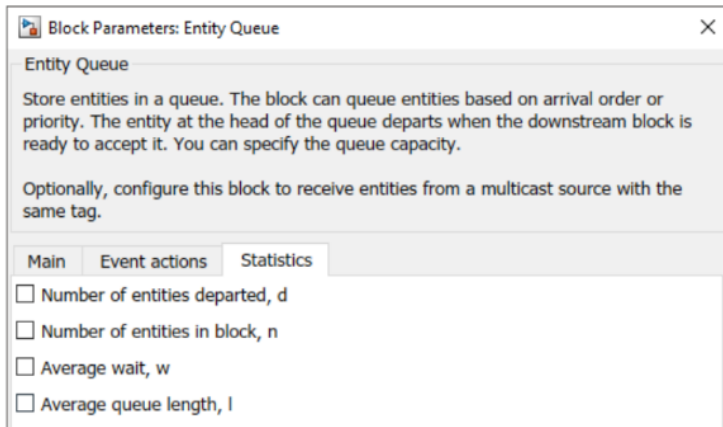 Block Parameters: Entity Queue
Entity Queue
Store entities in a queue. The block can queue entities based on arrival order or
priority. The entity at the head of the queue departs when the downstream block is
ready to accept it. You can specify the queue capacity.
Optionally, configure this block to receive entities from a multicast source with the
same tag.
Main Event actions Statistics
Number of entities departed, d
Number of entities in block, n
Average wait, w
Average queue length, l